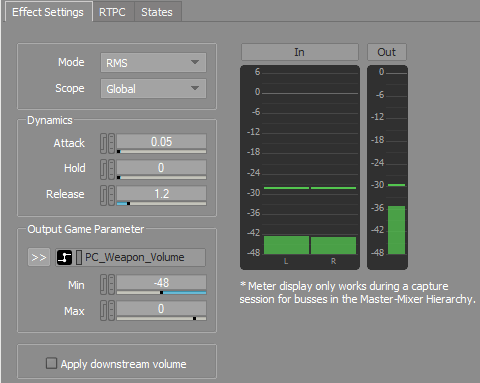 Effect Settings RTPC States
Mode RMS
Scope Global
Dynamics
Attack 0.05
Hold 0
Release 1.2
Output Game Parameter
>> PC_Weapon_Volume
Min -48
Max 0
Apply downstream volume
In Out
6
0
-6
-12
-18
-24
-30
-36
-42
-48
L R
0
-6
-12
-18
-24
-30
-36
-42
-48
* Meter display only works during a capture
session for busses in the Master-Mixer Hierarchy.